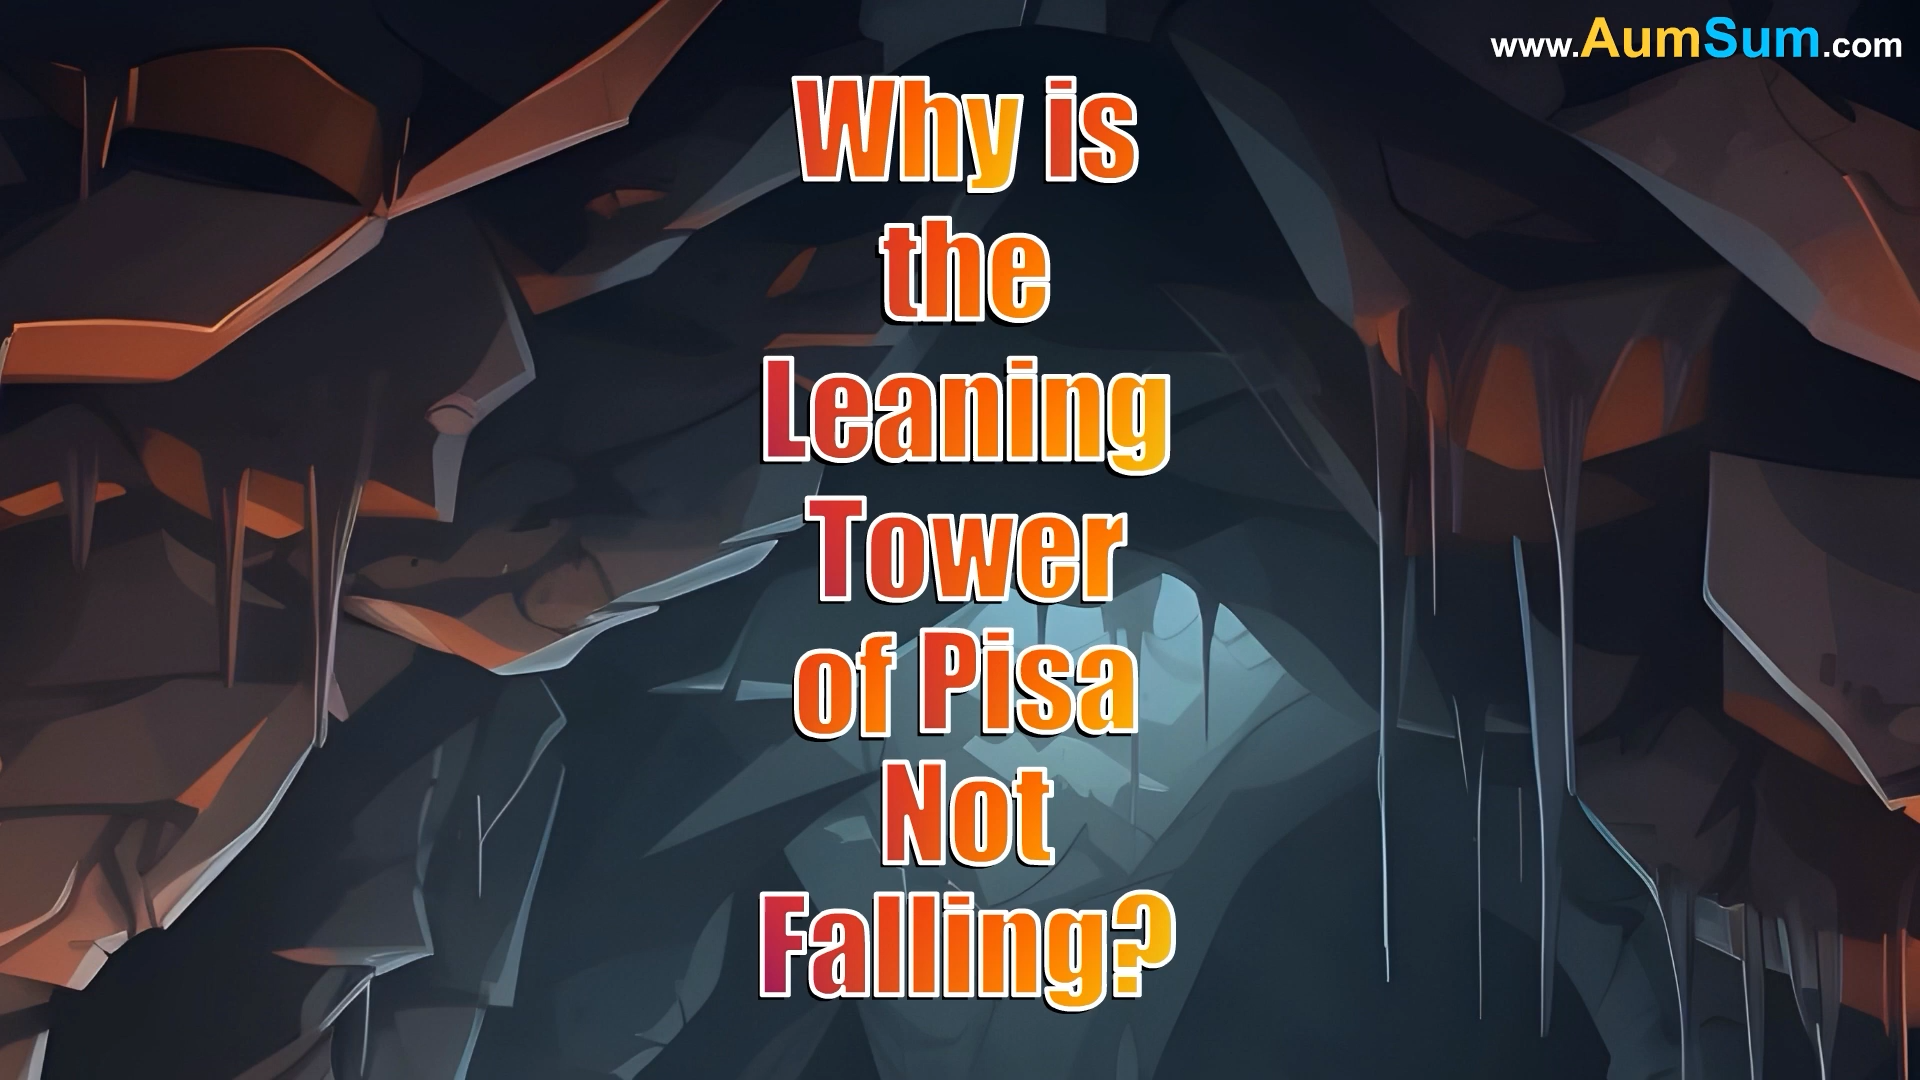 www.AumSum.com
Why is
the
Leaning
Tower
of Pisa
Not
Falling?